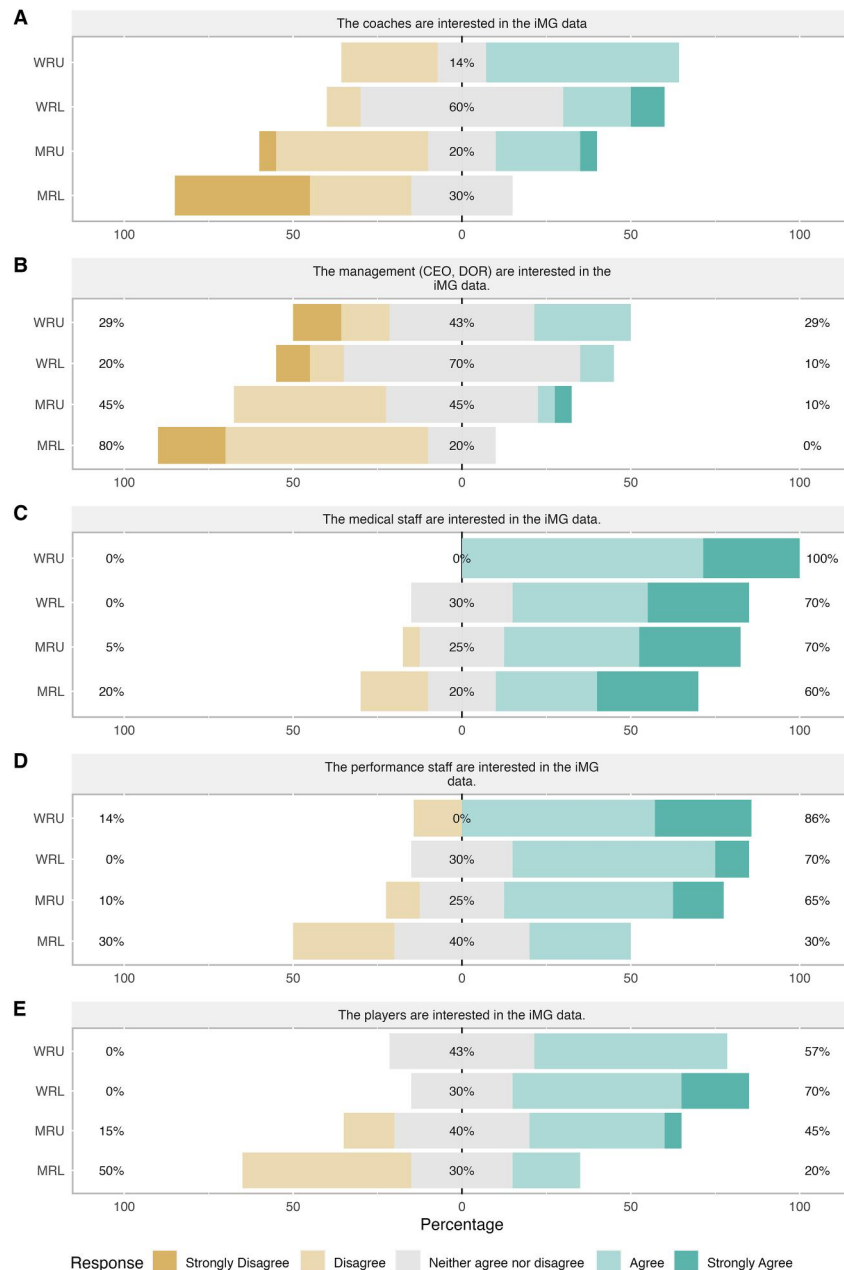 A
The coaches are interested in the iMG data
WRU 14%
WRL 60%
MRU 20%
MRL 30%
100 50 0 50 100
B
The management (CEO, DOR) are interested in the
iMG data.
WRU 29% 43% 29%
WRL 20% 70% 10%
MRU 45% 45% 10%
MRL 80% 20% 0%
100 50 0 50 100
C
The medical staff are interested in the iMG data.
WRU 0% 0% 100%
WRL 0% 30% 70%
MRU 5% 25% 70%
MRL 20% 20% 60%
100 50 0 50 100
D
The performance staff are interested in the iMG
data.
WRU 14% 0% 86%
WRL 0% 30% 70%
MRU 10% 25% 65%
MRL 30% 40% 30%
100 50 0 50 100
E
The players are interested in the iMG data.
WRU 0% 43% 57%
WRL 0% 30% 70%
MRU 15% 40% 45%
MRL 50% 30% 20%
100 50 0 50 100
Percentage
Response Strongly Disagree Disagree Neither agree nor disagree Agree Strongly Agree